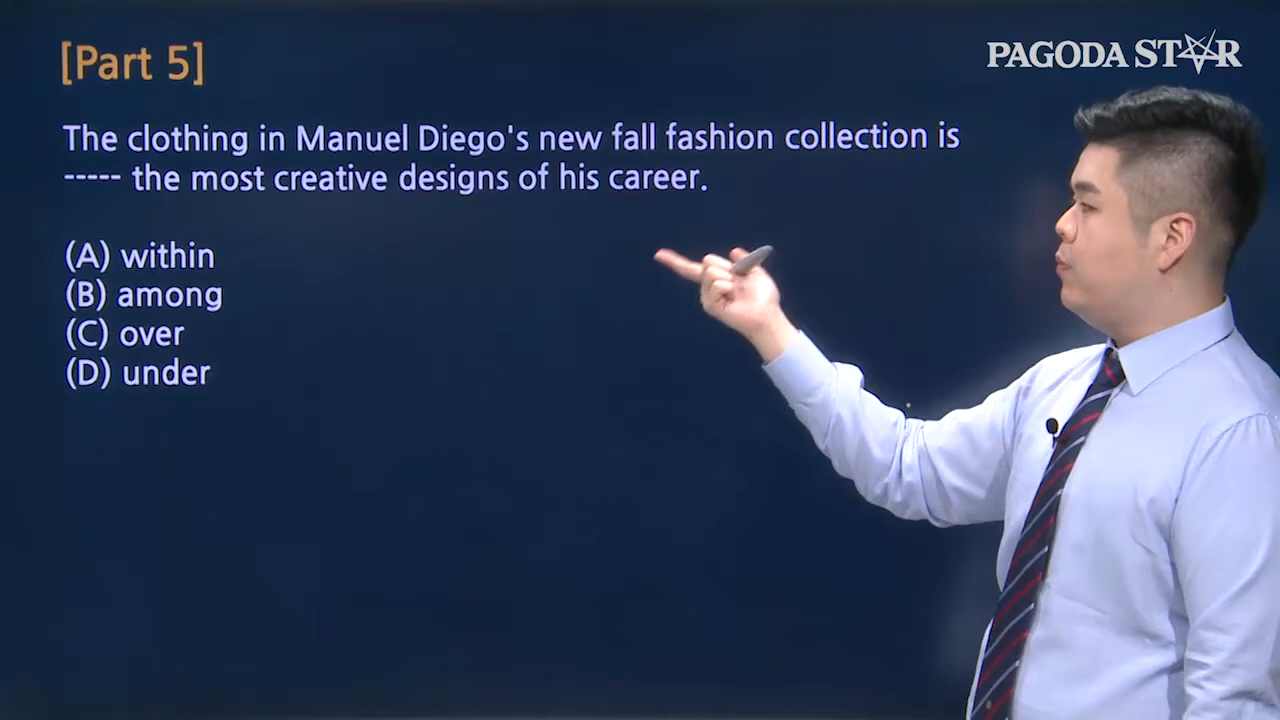 [Part 5]
PAGODA STAR
The clothing in Manuel Diego's new fall fashion collection is
----- the most creative designs of his career.
(A) within
(B) among
(C) over
(D) under